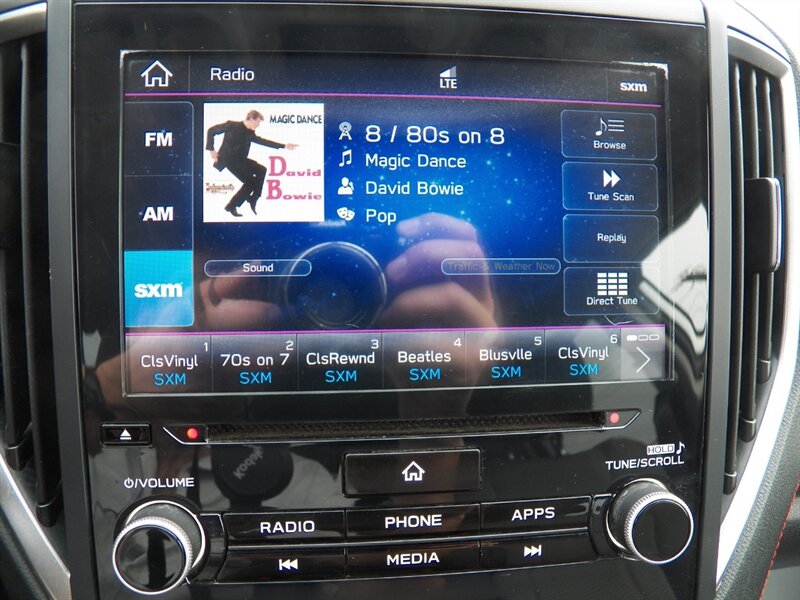 Radio
LTE
sxm
FM
AM
sxm
MAGIC DANCE
David
Bowie
8 / 80s on 8
Magic Dance
David Bowie
Pop
Browse
Tune Scan
Replay
Direct Tune
Sound
Traffic & Weather Now
1
ClsVinyl
SXM
2
70s on 7
SXM
3
ClsRewnd
SXM
4
Beatles
SXM
5
Blusvlle
SXM
6
ClsVinyl
SXM
/VOLUME
HOLD
TUNE/SCROLL
RADIO
PHONE
APPS
MEDIA